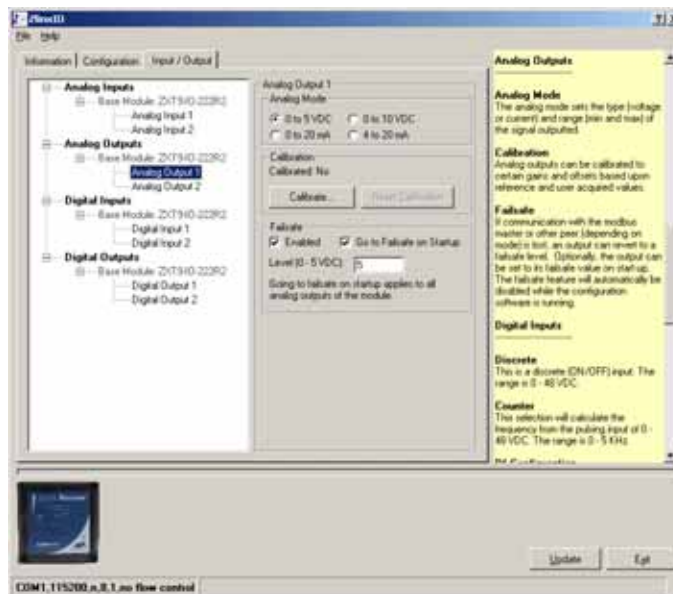 File Help
Information
Configuration
Input / Output
Analog Inputs
Base Module: ZXT9-IO-222R2
Analog Input 1
Analog Input 2
Analog Outputs
Base Module: ZXT9-IO-222R2
Analog Output 1
Analog Output 2
Digital Inputs
Base Module: ZXT9-IO-222R2
Digital Input 1
Digital Input 2
Digital Outputs
Base Module: ZXT9-IO-222R2
Digital Output 1
Digital Output 2
Analog Output 1
Analog Mode
0 to 5 VDC
0 to 10 VDC
0 to 20 mA
4 to 20 mA
Calibration
Calibrated: No
Calibrate...
Reset Calibration
Failsafe
Enabled
Go to Failsafe on Startup
Level (0 - 5 VDC):
5
Going to failsafe on startup applies to all
analog outputs of the module.
Analog Outputs
Analog Mode
The analog mode sets the type (voltage
or current) and range (min and max) of
the signal outputted.
Calibration
Analog outputs can be calibrated to
certain gains and offsets based upon
reference and user acquired values.
Failsafe
If communication with the modbus
master or other peer (depending on
mode) is lost, an output can revert to a
failsafe level. Optionally, the output can
be set to its failsafe value on start-up.
The failsafe feature will automatically be
disabled while the configuration
software is running.
Digital Inputs
Discrete
This is a discrete (ON/OFF) input. The
range is 0 - 48 VDC.
Counter
This selection will calculate the
frequency from the pulsing input of 0 -
48 VDC. The range is 0 - 5 KHz.
Update
Exit
COM1,115200,n,8,1,no flow control